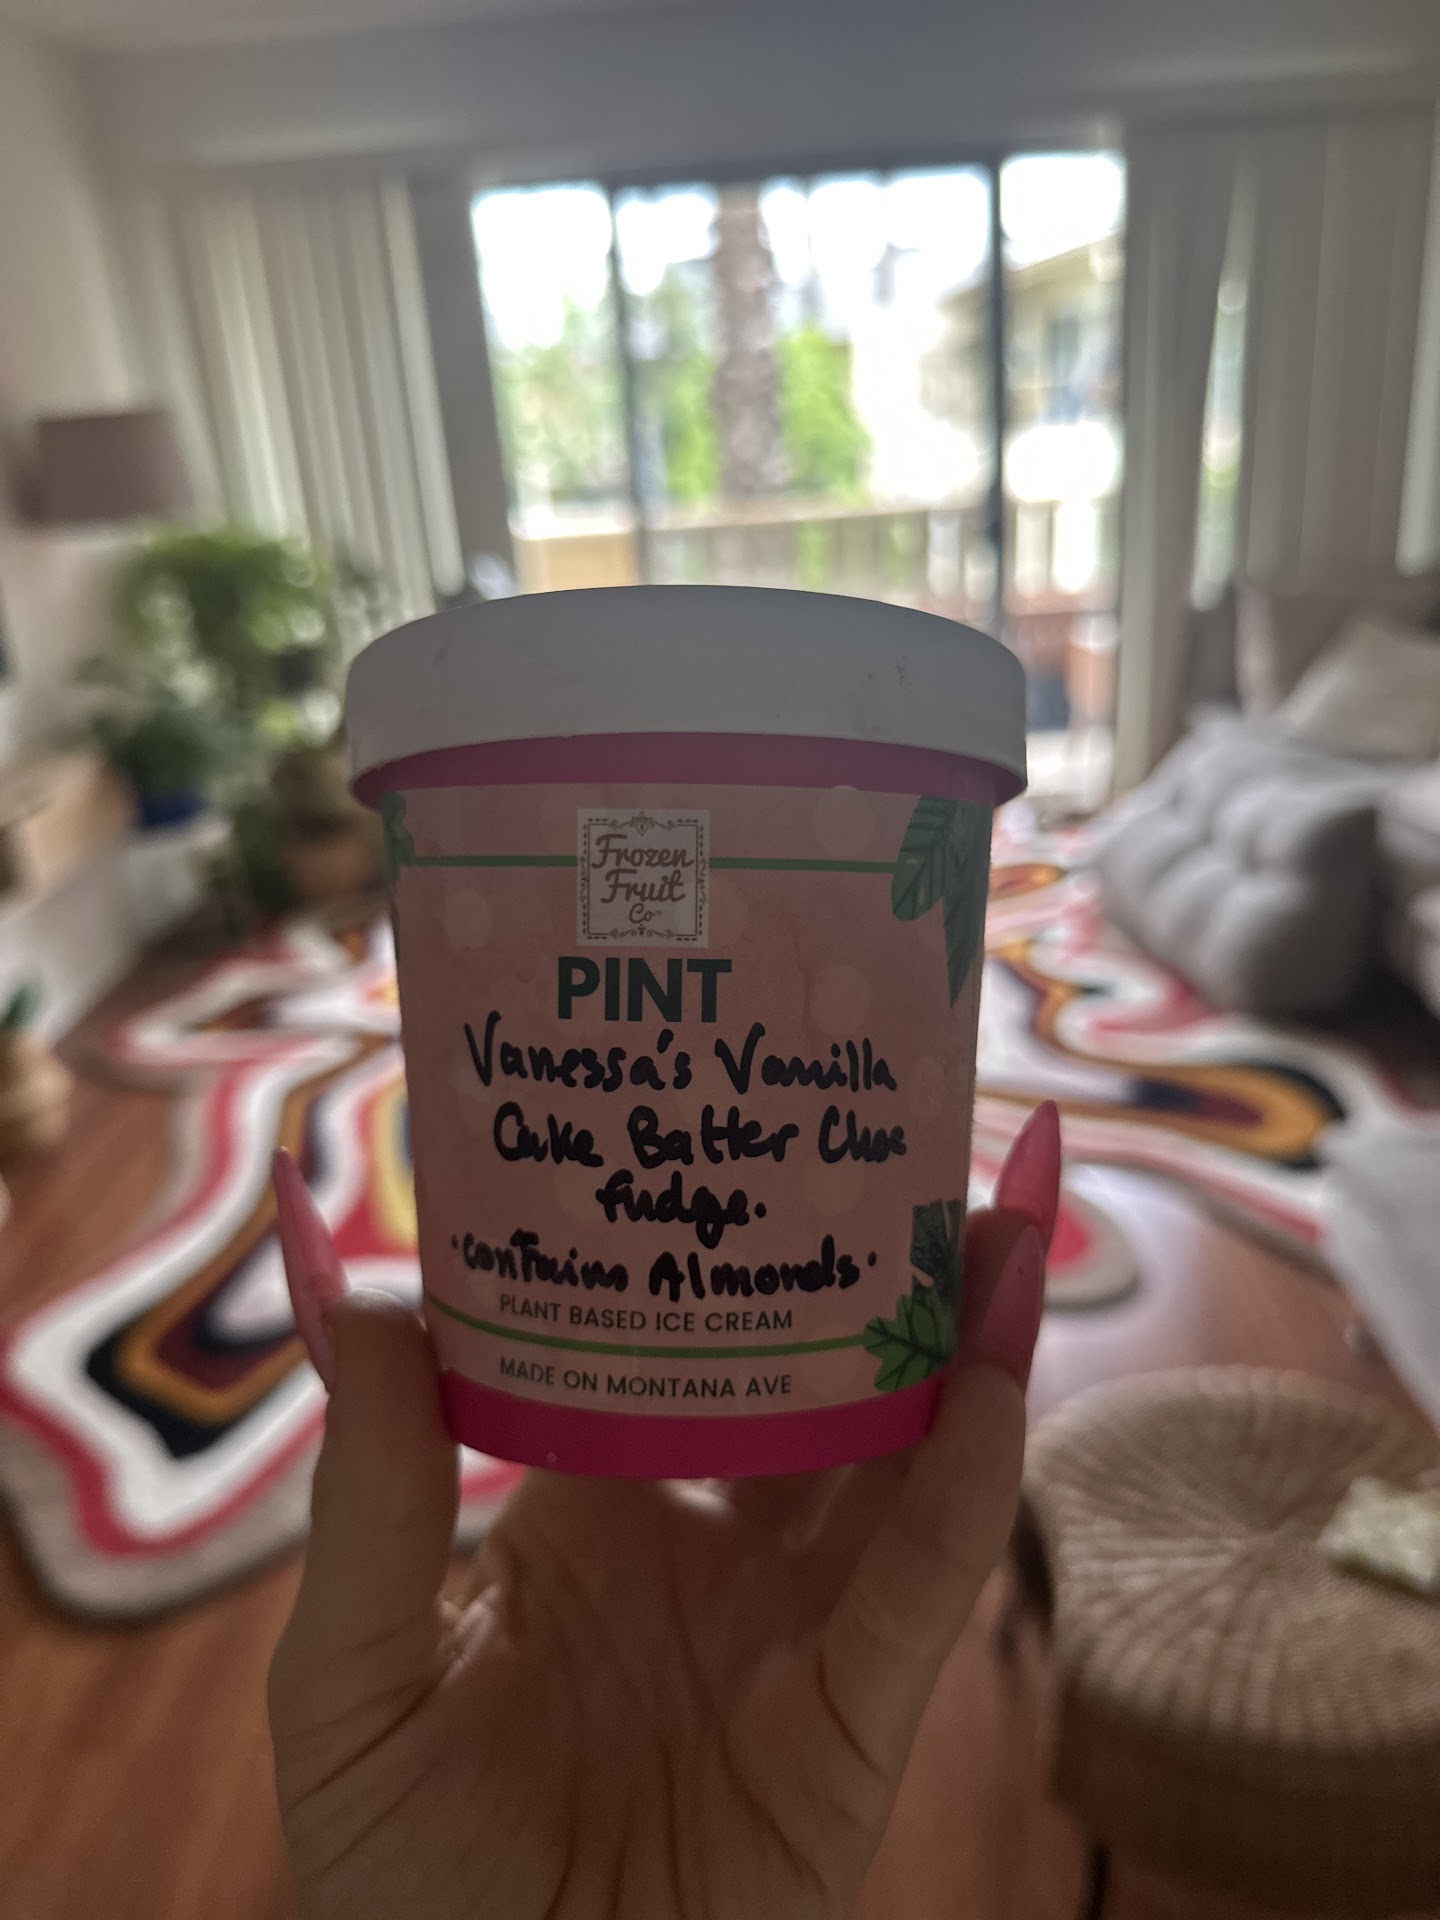 Frozen
Fruit
Co
PINT
Vanessa's Vanilla
Cake Batter Choc
fudge.
·contains Almonds·
PLANT BASED ICE CREAM
MADE ON MONTANA AVE